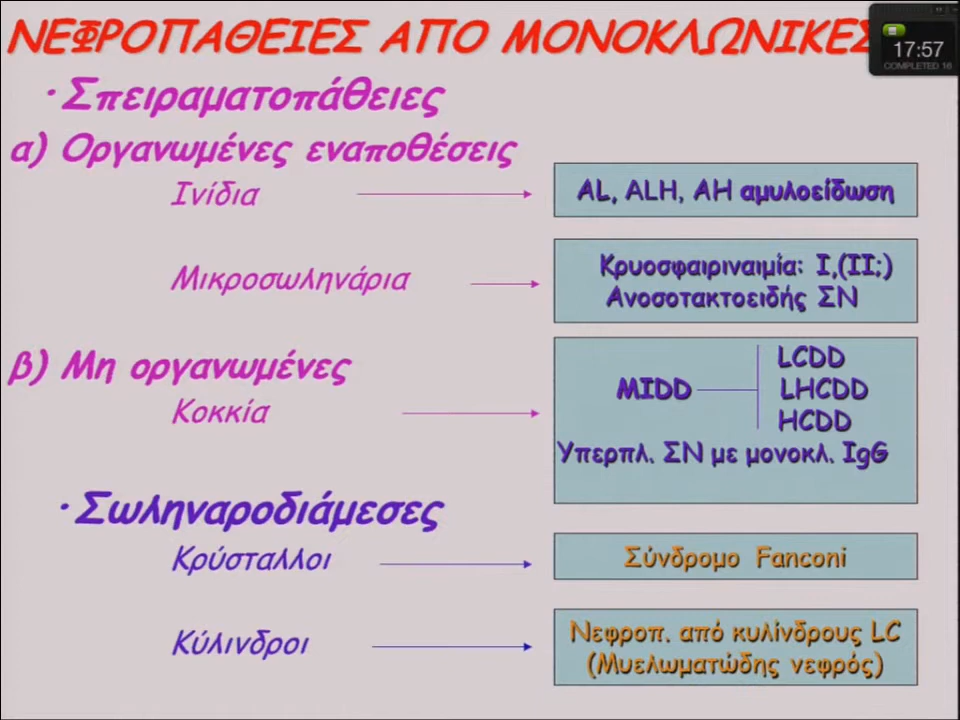 ΝΕΦΡΟΠΑΘΕΙΕΣ ΑΠΟ ΜΟΝΟΚΛΩΝΙΚΕΣ
17:57
COMPLETED 16
· Σπειραματοπάθειες
α) Οργανωμένες εναποθέσεις
Ινίδια
AL, ALH, AH αμυλοείδωση
Μικροσωληνάρια
Κρυοσφαιριναιμία: Ι,(ΙΙ;)
Ανοσοτακτοειδής ΣΝ
β) Μη οργανωμένες
Κοκκία
MIDD
LCDD
LHCDD
HCDD
Υπερπλ. ΣΝ με μονοκλ. IgG
· Σωληναροδιάμεσες
Κρύσταλλοι
Σύνδρομο Fanconi
Κύλινδροι
Νεφροπ. από κυλίνδρους LC
(Μυελωματώδης νεφρός)